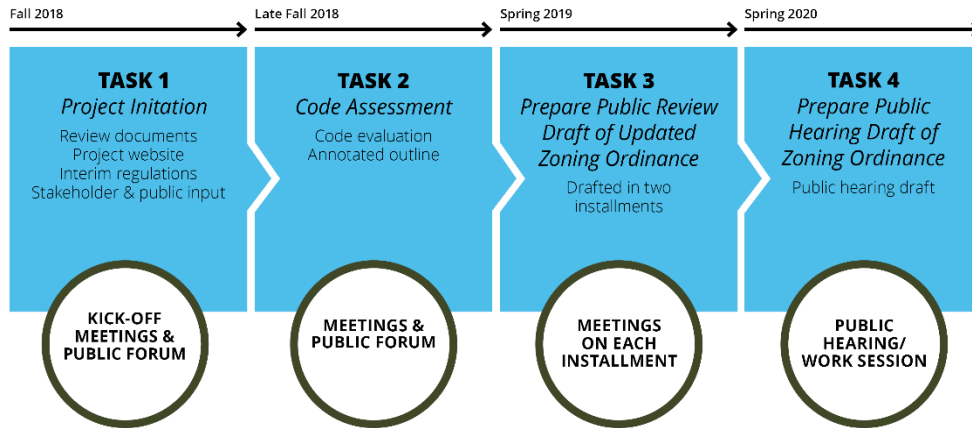 Fall 2018
Late Fall 2018
Spring 2019
Spring 2020
TASK 1
Project Initation
Review documents
Project website
Interim regulations
Stakeholder & public input
KICK-OFF
MEETINGS &
PUBLIC FORUM
TASK 2
Code Assessment
Code evaluation
Annotated outline
MEETINGS &
PUBLIC FORUM
TASK 3
Prepare Public Review
Draft of Updated
Zoning Ordinance
Drafted in two
installments
MEETINGS
ON EACH
INSTALLMENT
TASK 4
Prepare Public
Hearing Draft of
Zoning Ordinance
Public hearing draft
PUBLIC
HEARING/
WORK SESSION